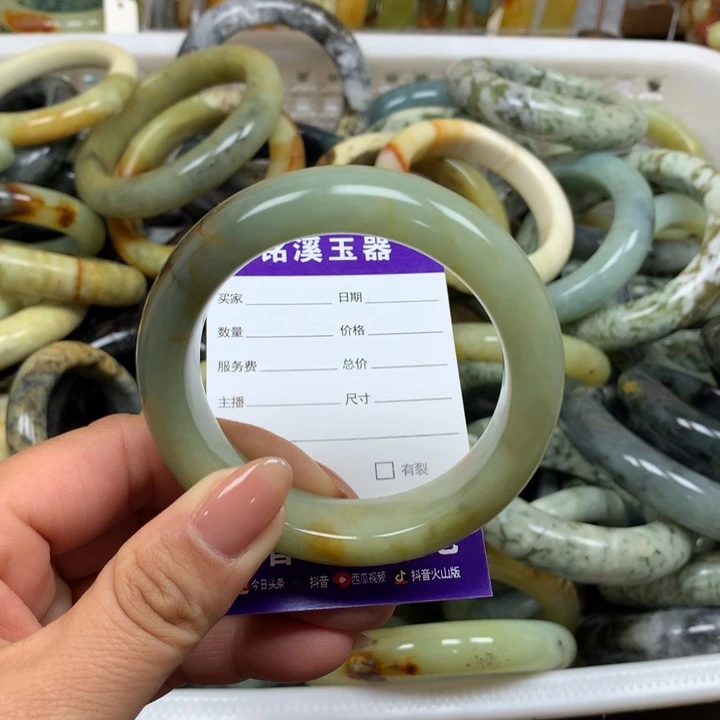 溪玉器
买家 日期
数量 价格
服务费 总价
主播 尺寸
有裂
今日头条 抖音 西瓜视频 抖音火山版